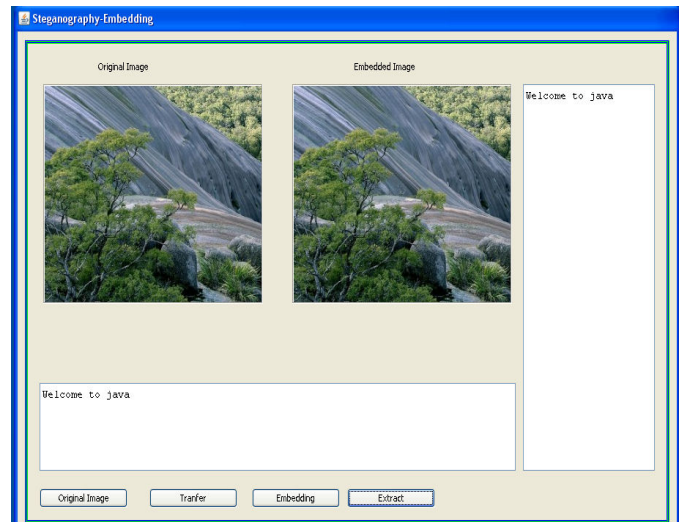 Steganography-Embedding
Original Image
Embedded Image
Welcome to java
Welcome to java
Original Image
Tranfer
Embedding
Extract